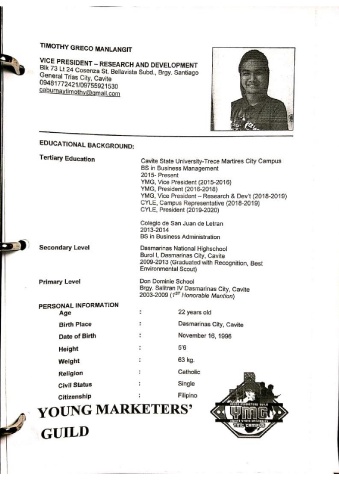 TIMOTHY GRECO MANLANGIT
VICE PRESIDENT – RESEARCH AND DEVELOPMENT
Blk 73 Lt 24 Cosenza St, Bellavista Subd., Brgy. Santiago
General Trias City, Cavite
09481772421/09755921530
caburnaytimothy@gmail.com
EDUCATIONAL BACKGROUND:
Tertiary Education Cavite State University-Trece Martires City Campus
BS in Business Management
2015- Present
YMG, Vice President (2015-2016)
YMG, President (2016-2018)
YMG, Vice President – Research & Dev't (2018-2019)
CYLE, Campus Representative (2018-2019)
CYLE, President (2019-2020)
Colegio de San Juan de Letran
2013-2014
BS in Business Administration
Secondary Level Dasmarinas National Highschool
Burol I, Dasmarinas City, Cavite
2009-2013 (Graduated with Recognition, Best
Environmental Scout)
Primary Level Don Dominie School
Brgy. Salitran IV Dasmarinas City, Cavite
2003-2009 (1ST Honorable Mention)
PERSONAL INFORMATION
Age : 22 years old
Birth Place : Dasmarinas City, Cavite
Date of Birth : November 16, 1996
Height : 5'6
Weight : 63 kg.
Religion : Catholic
Civil Status : Single
Citizenship : Filipino
YOUNG MARKETERS'
GUILD
YMG